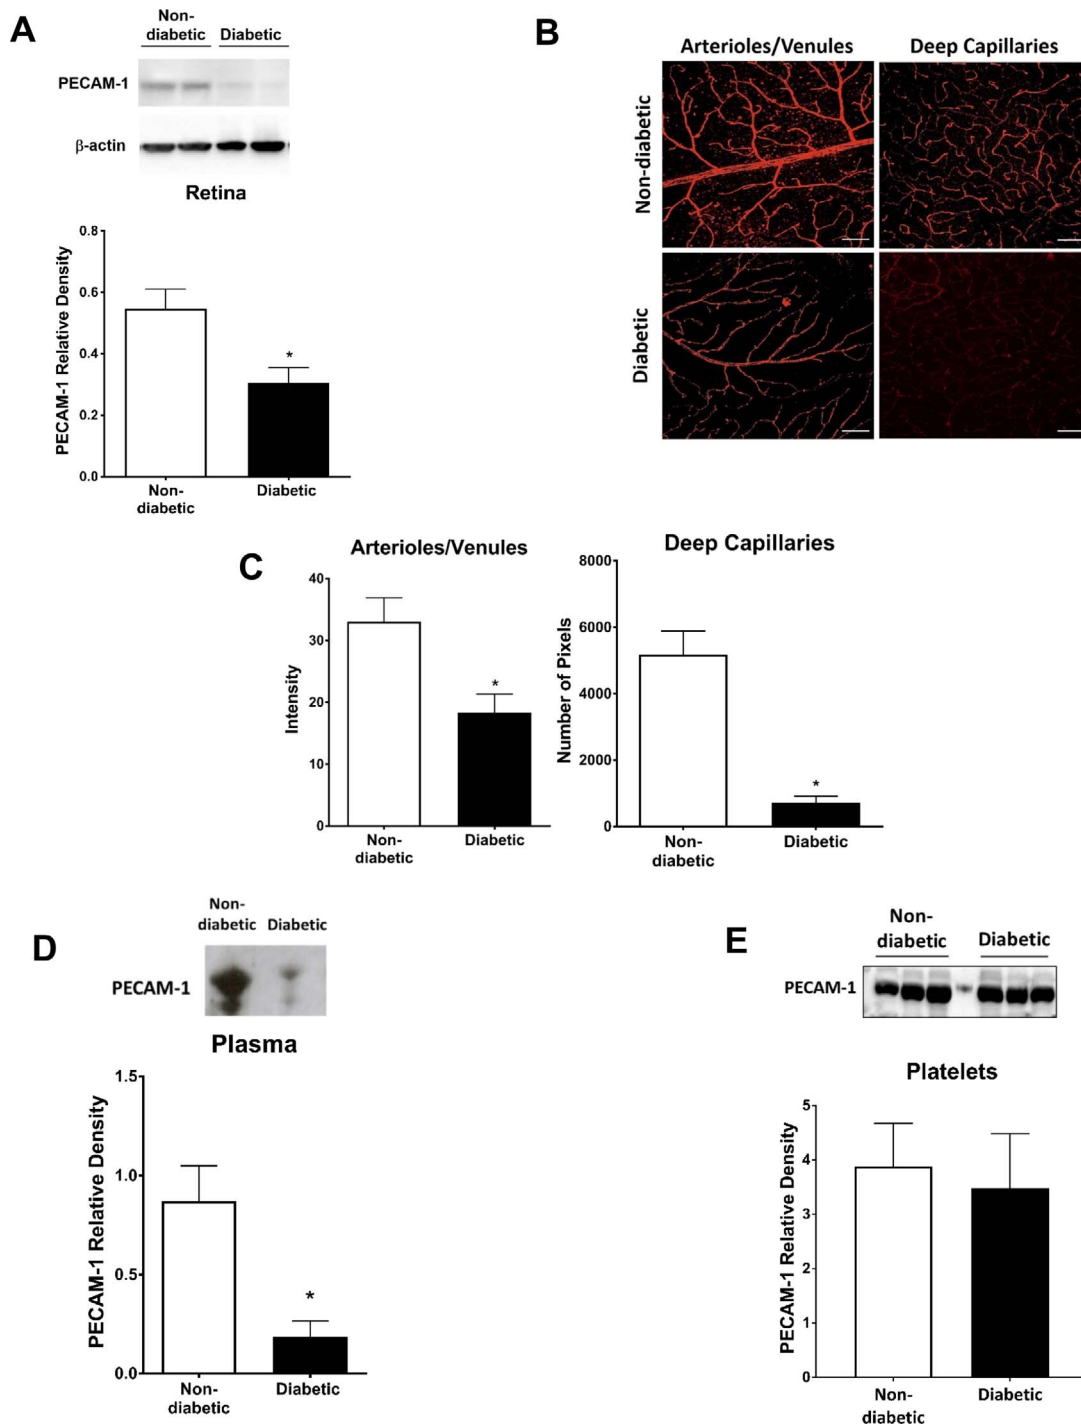 A
Non-
diabetic Diabetic
PECAM-1
β-actin
Retina
PECAM-1 Relative Density
0.8
0.6
0.4
0.2
0.0
*
Non-
diabetic
Diabetic
B
Arterioles/Venules Deep Capillaries
Non-diabetic
Diabetic
C
Arterioles/Venules
Intensity
40
30
20
10
0
*
Non-
diabetic
Diabetic
Deep Capillaries
Number of Pixels
8000
6000
4000
2000
0
*
Non-
diabetic
Diabetic
D
Non-
diabetic Diabetic
PECAM-1
Plasma
PECAM-1 Relative Density
1.5
1.0
0.5
0.0
*
Non-
diabetic
Diabetic
E
Non-
diabetic Diabetic
PECAM-1
Platelets
PECAM-1 Relative Density
5
4
3
2
1
0
Non-
diabetic
Diabetic